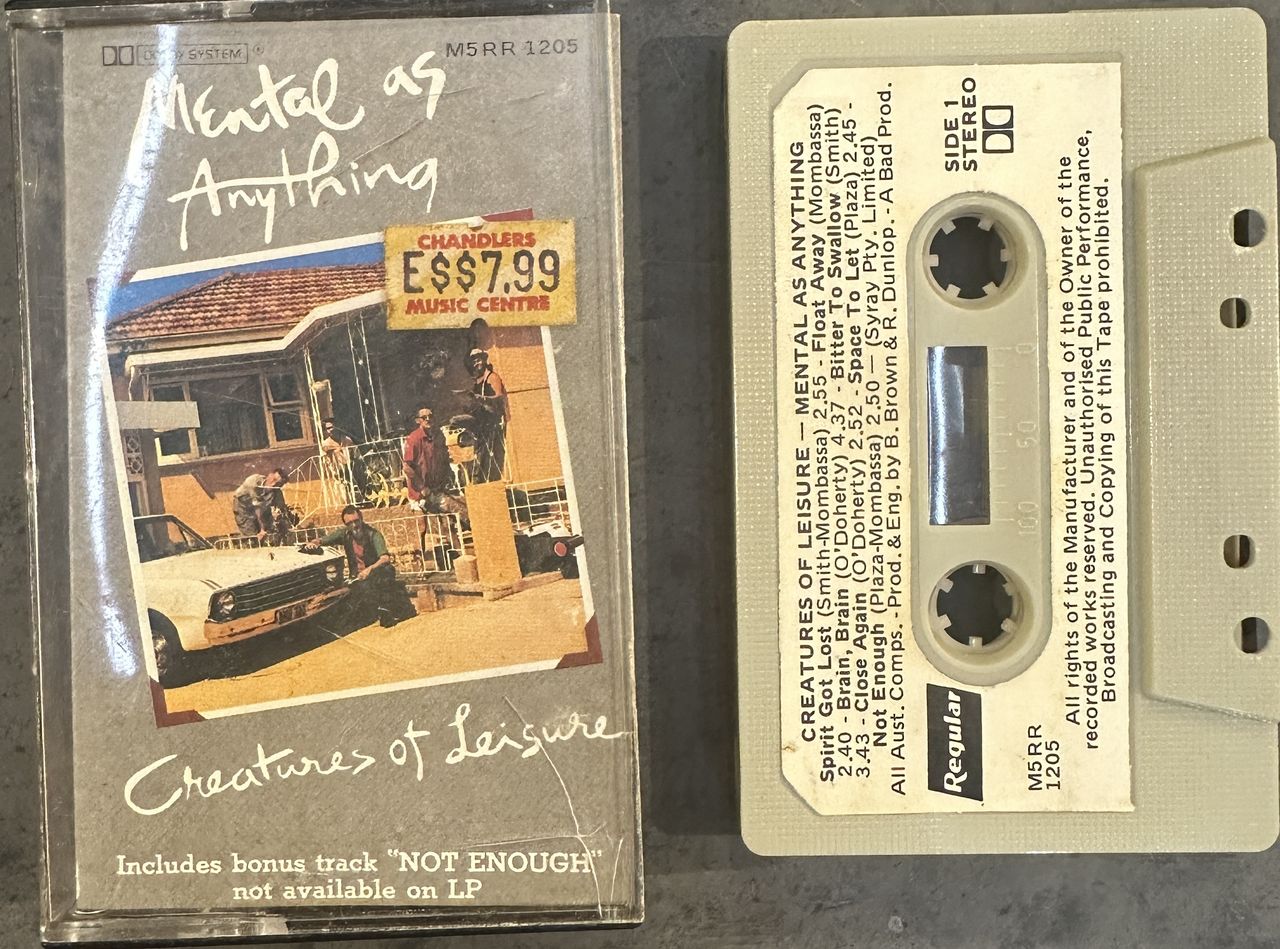 DOLBY SYSTEM ®
M5RR 1205
Mental as
Anything
CHANDLERS
E$$7.99
MUSIC CENTRE
Creatures of Leisure
Includes bonus track "NOT ENOUGH"
not available on LP
CREATURES OF LEISURE — MENTAL AS ANYTHING
Spirit Got Lost (Smith-Mombassa) 2.55 - Float Away (Mombassa)
2.40 - Brain, Brain (O'Doherty) 4.37 - Bitter To Swallow (Smith)
3.43 - Close Again (O'Doherty) 2.52 - Space To Let (Plaza) 2.45 -
Not Enough (Plaza-Mombassa) 2.50 — (Syray Pty. Limited)
All Aust. Comps. - Prod. & Eng. by B. Brown & R. Dunlop. - A Bad Prod.
SIDE 1
STEREO
100 50 0
Regular
M5RR
1205
All rights of the Manufacturer and of the Owner of the
recorded works reserved. Unauthorised Public Performance,
Broadcasting and Copying of this Tape prohibited.